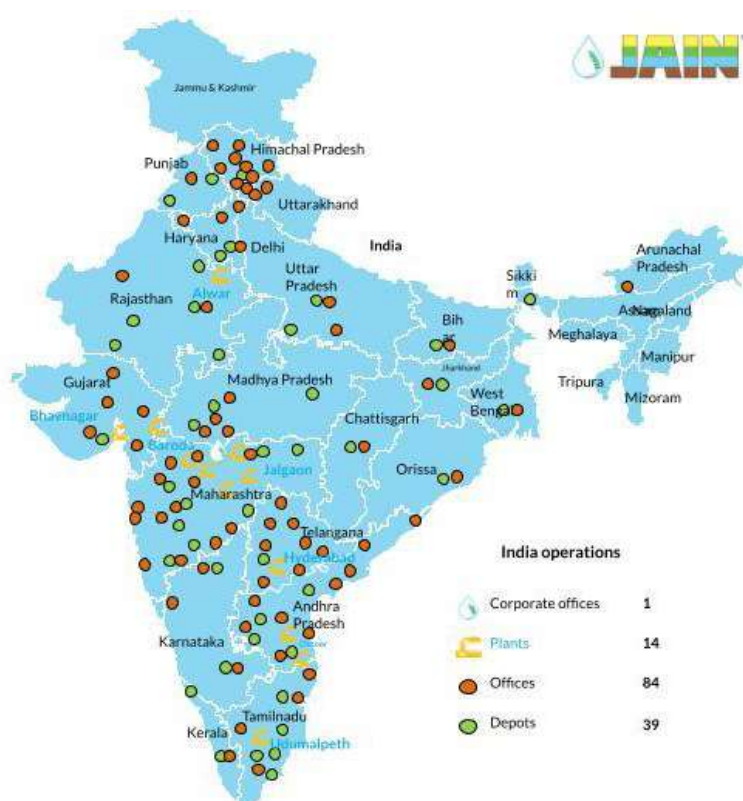 JAIN
Jammu & Kashmir
Himachal Pradesh
Punjab
Uttarakhand
Haryana
Delhi
India
Arunachal
Pradesh
Uttar
Pradesh
Sikki
m
Alwar
Rajasthan
Assam
Nagaland
Bih
ar
Meghalaya
Jharkhand
Manipur
Gujarat
Madhya Pradesh
West
Bengal
Tripura
Mizoram
Bhavnagar
Chattisgarh
Baroda
Jalgaon
Orissa
Maharashtra
Telangana
Hyderabad
India operations
Corporate offices 1
Andhra
Pradesh
Karnataka
Plants 14
Offices 84
Tamilnadu
Depots 39
Kerala
Udumalpeth